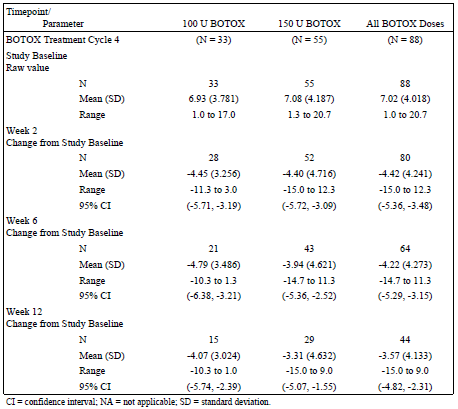 Timepoint/
Parameter 100 U BOTOX 150 U BOTOX All BOTOX Doses
BOTOX Treatment Cycle 4 (N = 33) (N = 55) (N = 88)
Study Baseline
Raw value
N 33 55 88
Mean (SD) 6.93 (3.781) 7.08 (4.187) 7.02 (4.018)
Range 1.0 to 17.0 1.3 to 20.7 1.0 to 20.7
Week 2
Change from Study Baseline
N 28 52 80
Mean (SD) -4.45 (3.256) -4.40 (4.716) -4.42 (4.241)
Range -11.3 to 3.0 -15.0 to 12.3 -15.0 to 12.3
95% CI (-5.71, -3.19) (-5.72, -3.09) (-5.36, -3.48)
Week 6
Change from Study Baseline
N 21 43 64
Mean (SD) -4.79 (3.486) -3.94 (4.621) -4.22 (4.273)
Range -10.3 to 1.3 -14.7 to 11.3 -14.7 to 11.3
95% CI (-6.38, -3.21) (-5.36, -2.52) (-5.29, -3.15)
Week 12
Change from Study Baseline
N 15 29 44
Mean (SD) -4.07 (3.024) -3.31 (4.632) -3.57 (4.133)
Range -10.3 to 1.0 -15.0 to 9.0 -15.0 to 9.0
95% CI (-5.74, -2.39) (-5.07, -1.55) (-4.82, -2.31)
CI = confidence interval; NA = not applicable; SD = standard deviation.